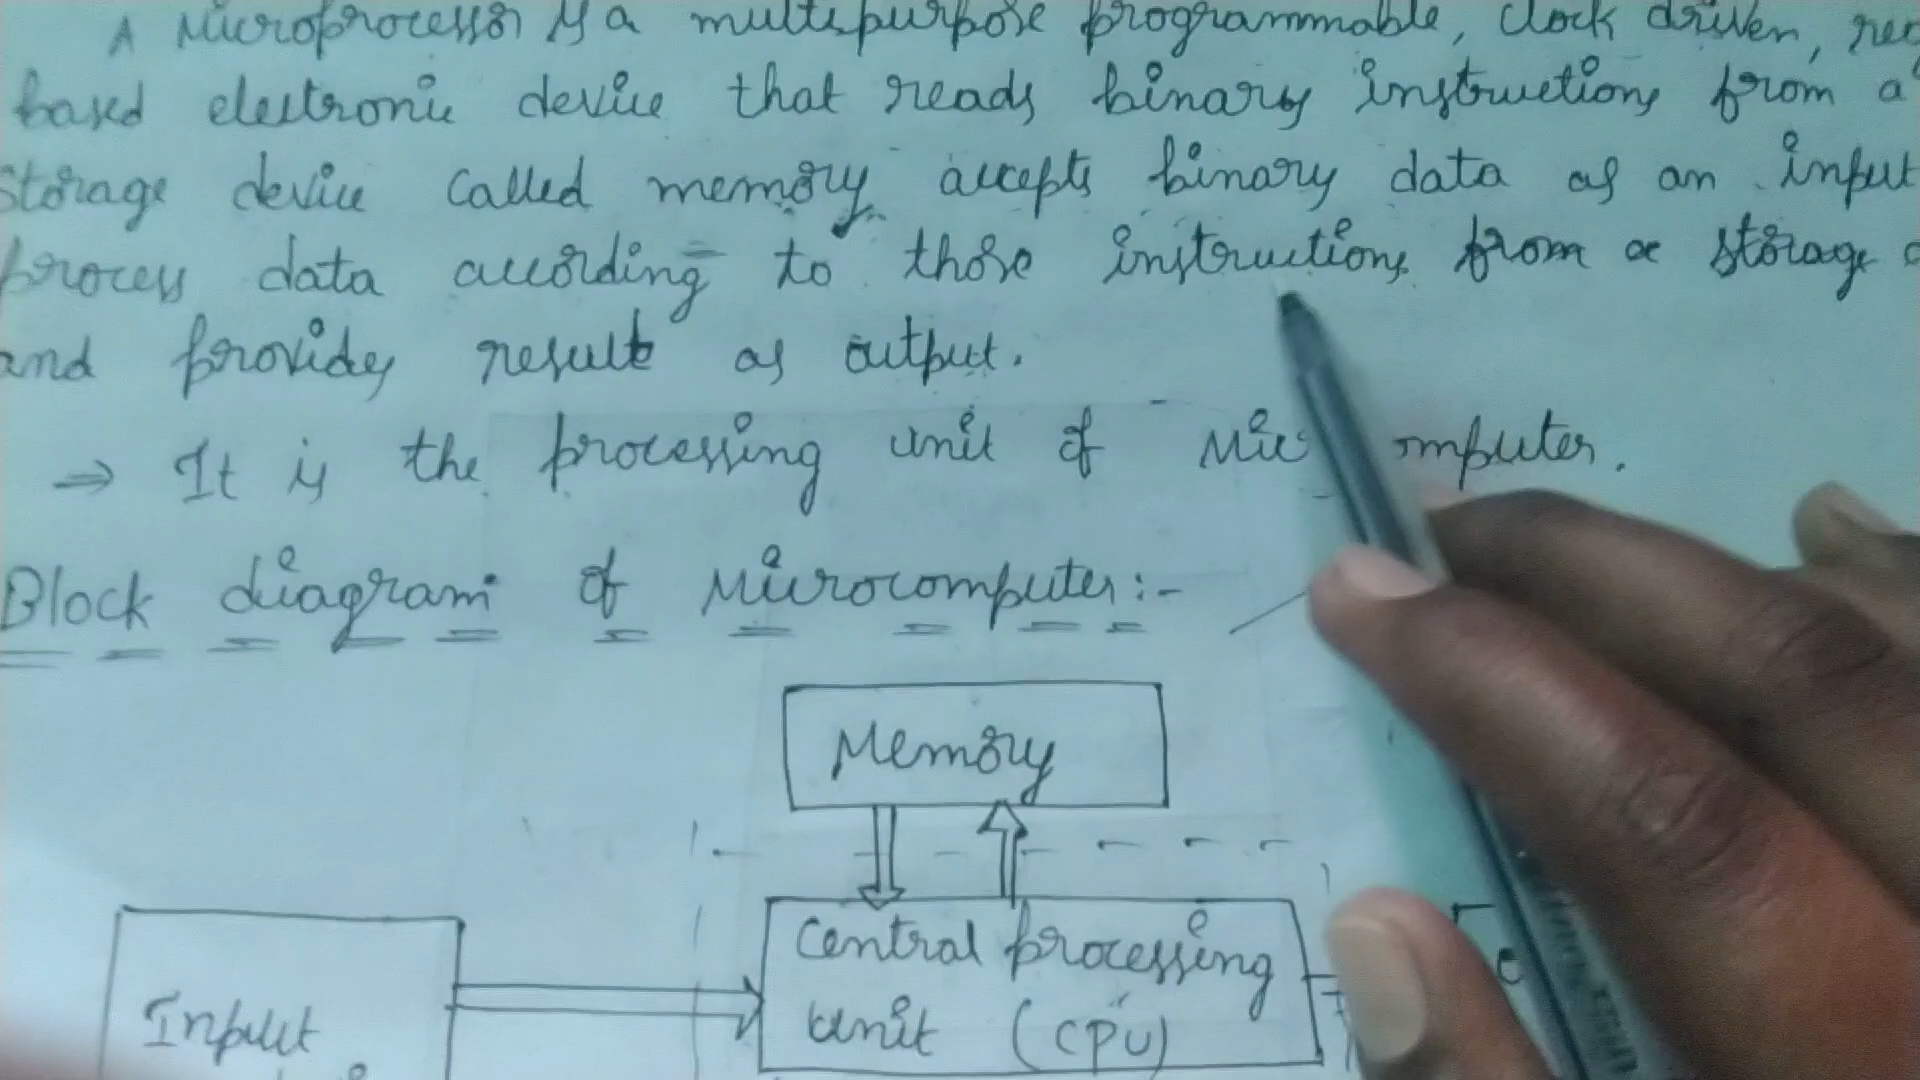 A Microprocessor is a multipurpose programmable, clock driven, reg
based electronic device that reads binary instructions from a
storage device called memory accepts binary data as an input
process data according to those instructions from a storage
and provides result as output.
⇒ It is the processing unit of Mic mputer.
Block diagram of Microcomputer:-
Memory
Central processing
unit (CPU)
Input